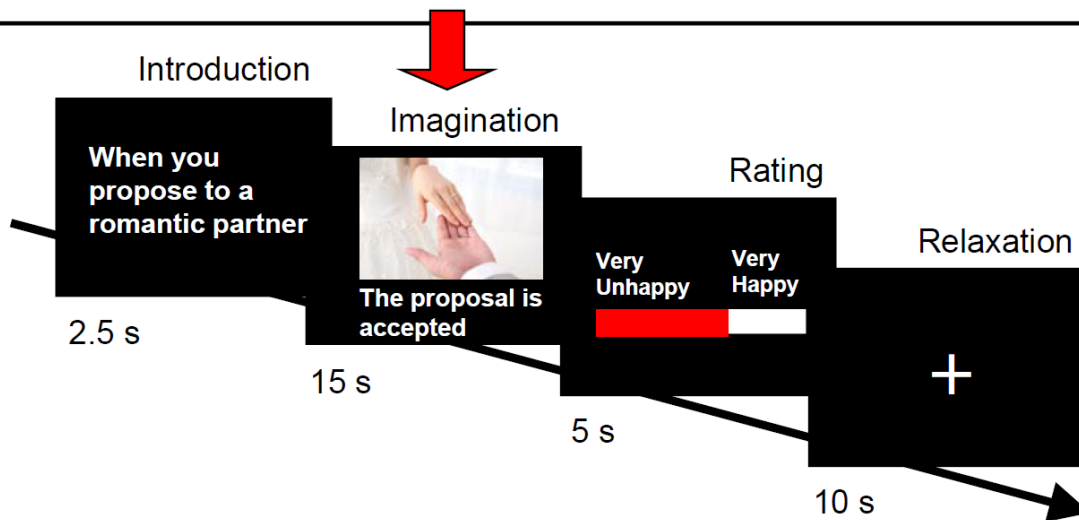 Introduction
When you
propose to a
romantic partner
2.5 s
Imagination
The proposal is
accepted
15 s
Rating
Very
Unhappy
Very
Happy
5 s
Relaxation
10 s